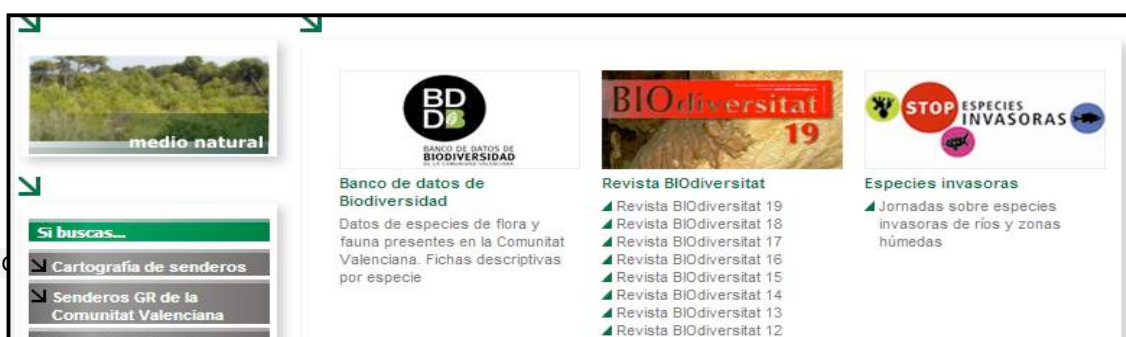 medio natural
Si buscas...
Cartografía de senderos
Senderos GR de la
Comunitat Valenciana
BD
DB
BANCO DE DATOS DE
BIODIVERSIDAD
DE LA COMUNIDAD VALENCIANA
Banco de datos de
Biodiversidad
Datos de especies de flora y
fauna presentes en la Comunitat
Valenciana. Fichas descriptivas
por especie
BIOdiversitat
19
Revista BIOdiversitat
Revista BIOdiversitat 19
Revista BIOdiversitat 18
Revista BIOdiversitat 17
Revista BIOdiversitat 16
Revista BIOdiversitat 15
Revista BIOdiversitat 14
Revista BIOdiversitat 13
Revista BIOdiversitat 12
STOP ESPECIES
INVASORAS
Especies invasoras
Jornadas sobre especies
invasoras de ríos y zonas
húmedas